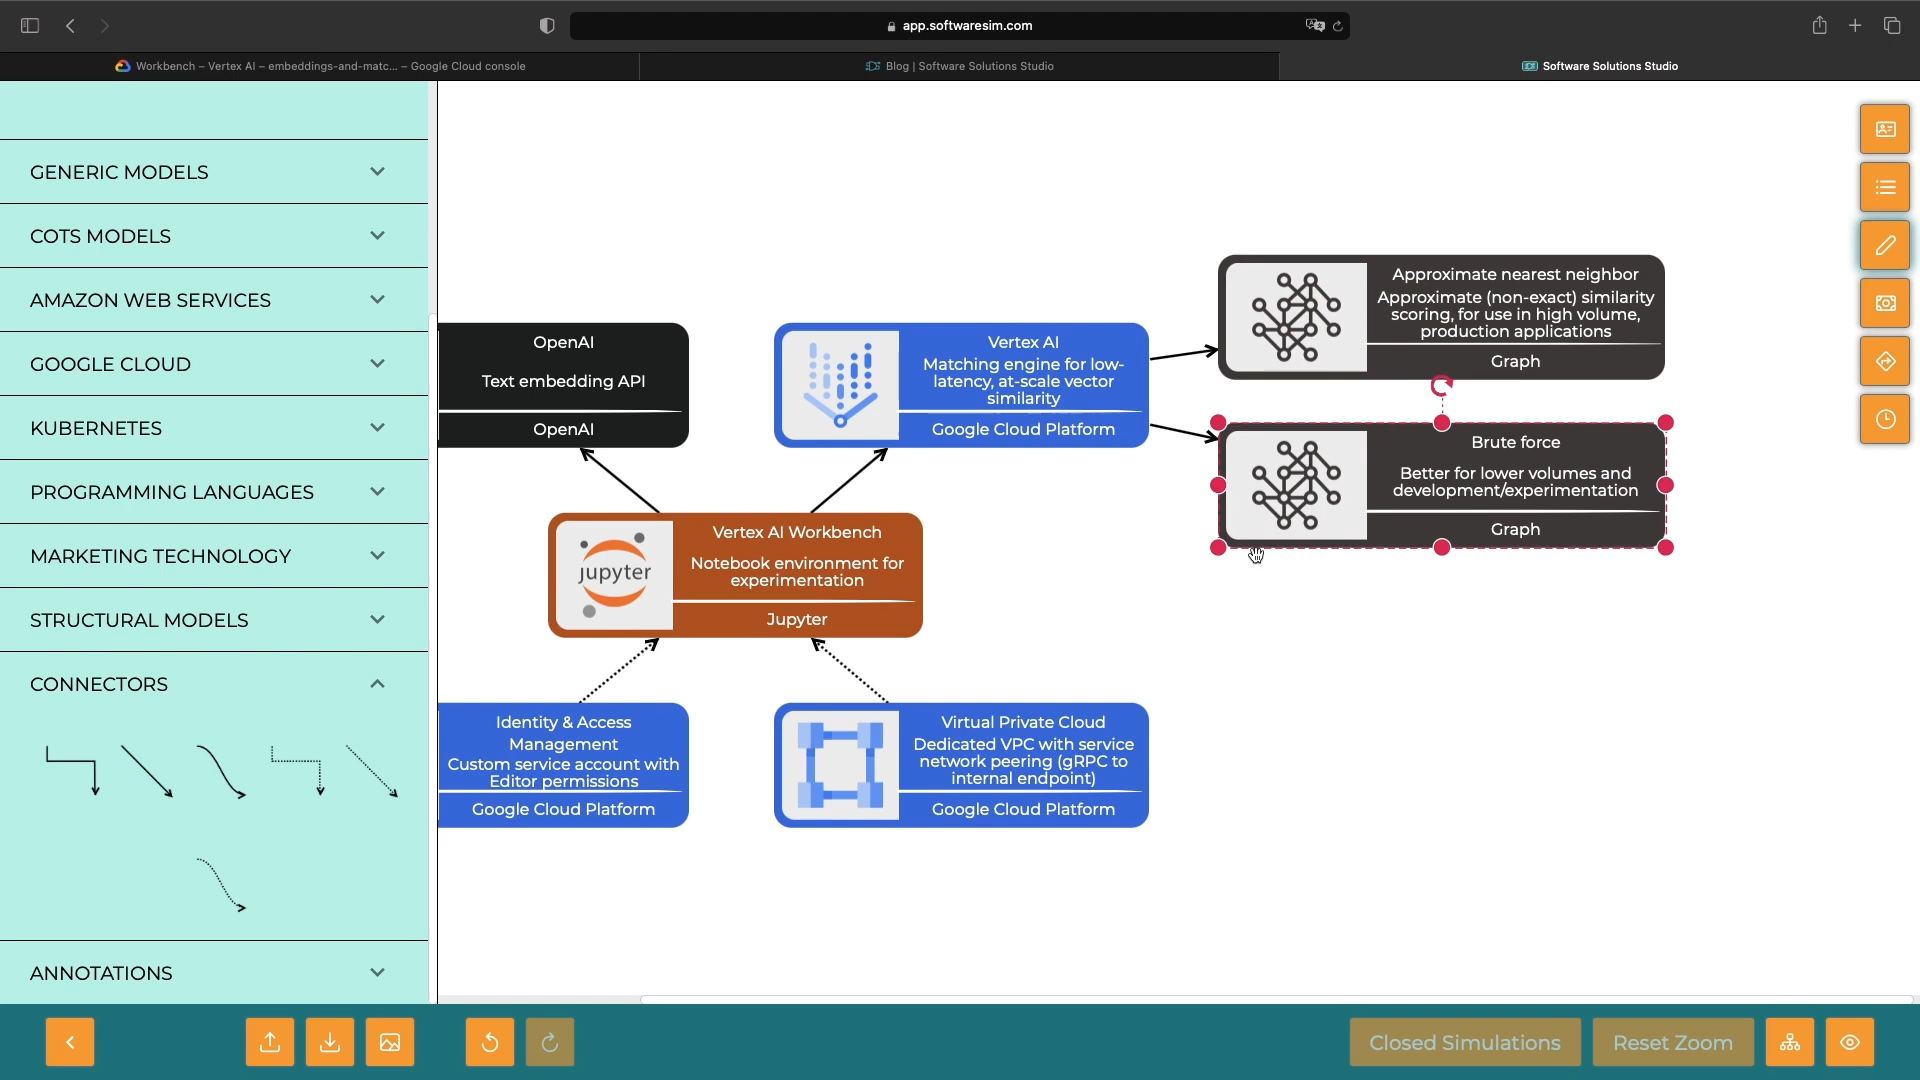 app.softwaresim.com
Workbench – Vertex AI – embeddings-and-matc... – Google Cloud console
Blog | Software Solutions Studio
Software Solutions Studio
GENERIC MODELS
COTS MODELS
AMAZON WEB SERVICES
GOOGLE CLOUD
KUBERNETES
PROGRAMMING LANGUAGES
MARKETING TECHNOLOGY
STRUCTURAL MODELS
CONNECTORS
ANNOTATIONS
OpenAI
Text embedding API
OpenAI
Vertex AI
Matching engine for low-
latency, at-scale vector
similarity
Google Cloud Platform
Approximate nearest neighbor
Approximate (non-exact) similarity
scoring, for use in high volume,
production applications
Graph
Brute force
Better for lower volumes and
development/experimentation
Graph
jupyter
Vertex AI Workbench
Notebook environment for
experimentation
Jupyter
Identity & Access
Management
Custom service account with
Editor permissions
Google Cloud Platform
Virtual Private Cloud
Dedicated VPC with service
network peering (gRPC to
internal endpoint)
Google Cloud Platform
Closed Simulations
Reset Zoom